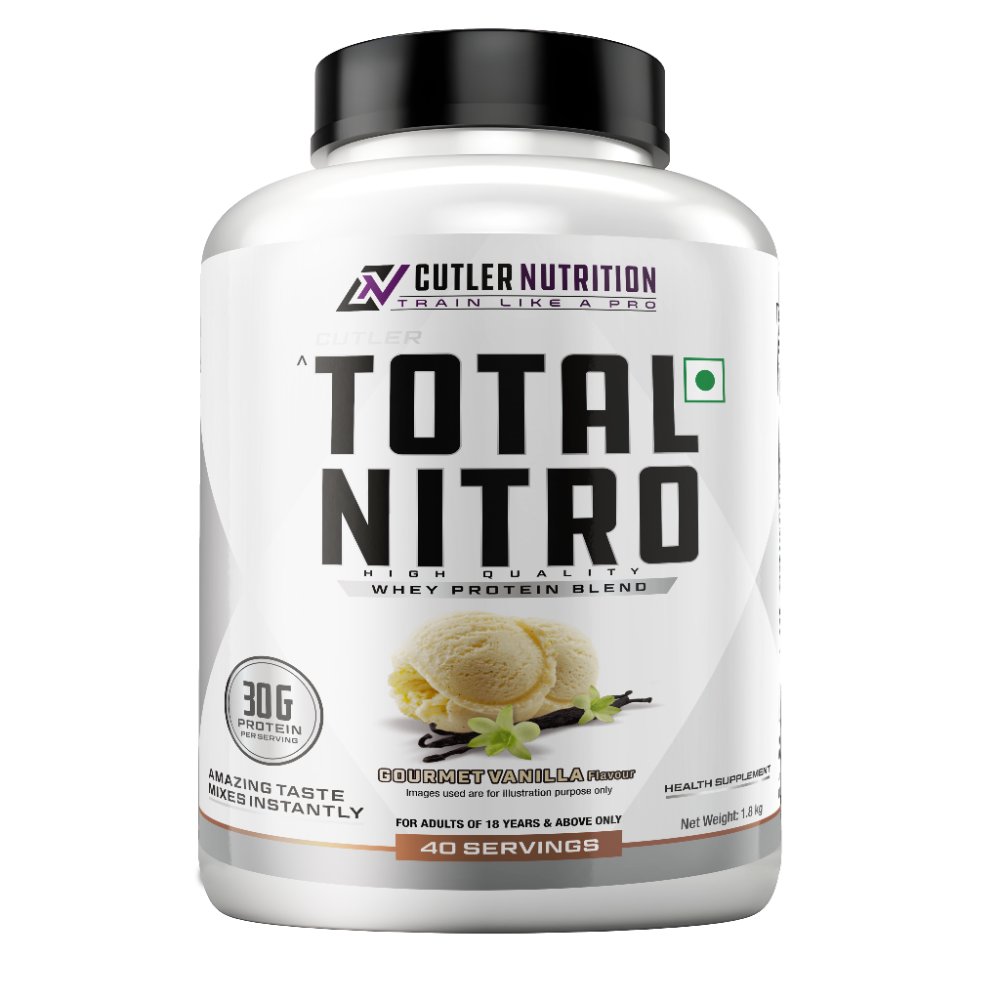 CUTLER NUTRITION
TRAIN LIKE A PRO
CUTLER
^TOTAL
NITRO
HIGH QUALITY
WHEY PROTEIN BLEND
30G
PROTEIN
PER SERVING
AMAZING TASTE
MIXES INSTANTLY
GOURMET VANILLA Flavour
Images used are for illustration purpose only
FOR ADULTS OF 18 YEARS & ABOVE ONLY
40 SERVINGS
HEALTH SUPPLEMENT
Net Weight: 1.8 kg